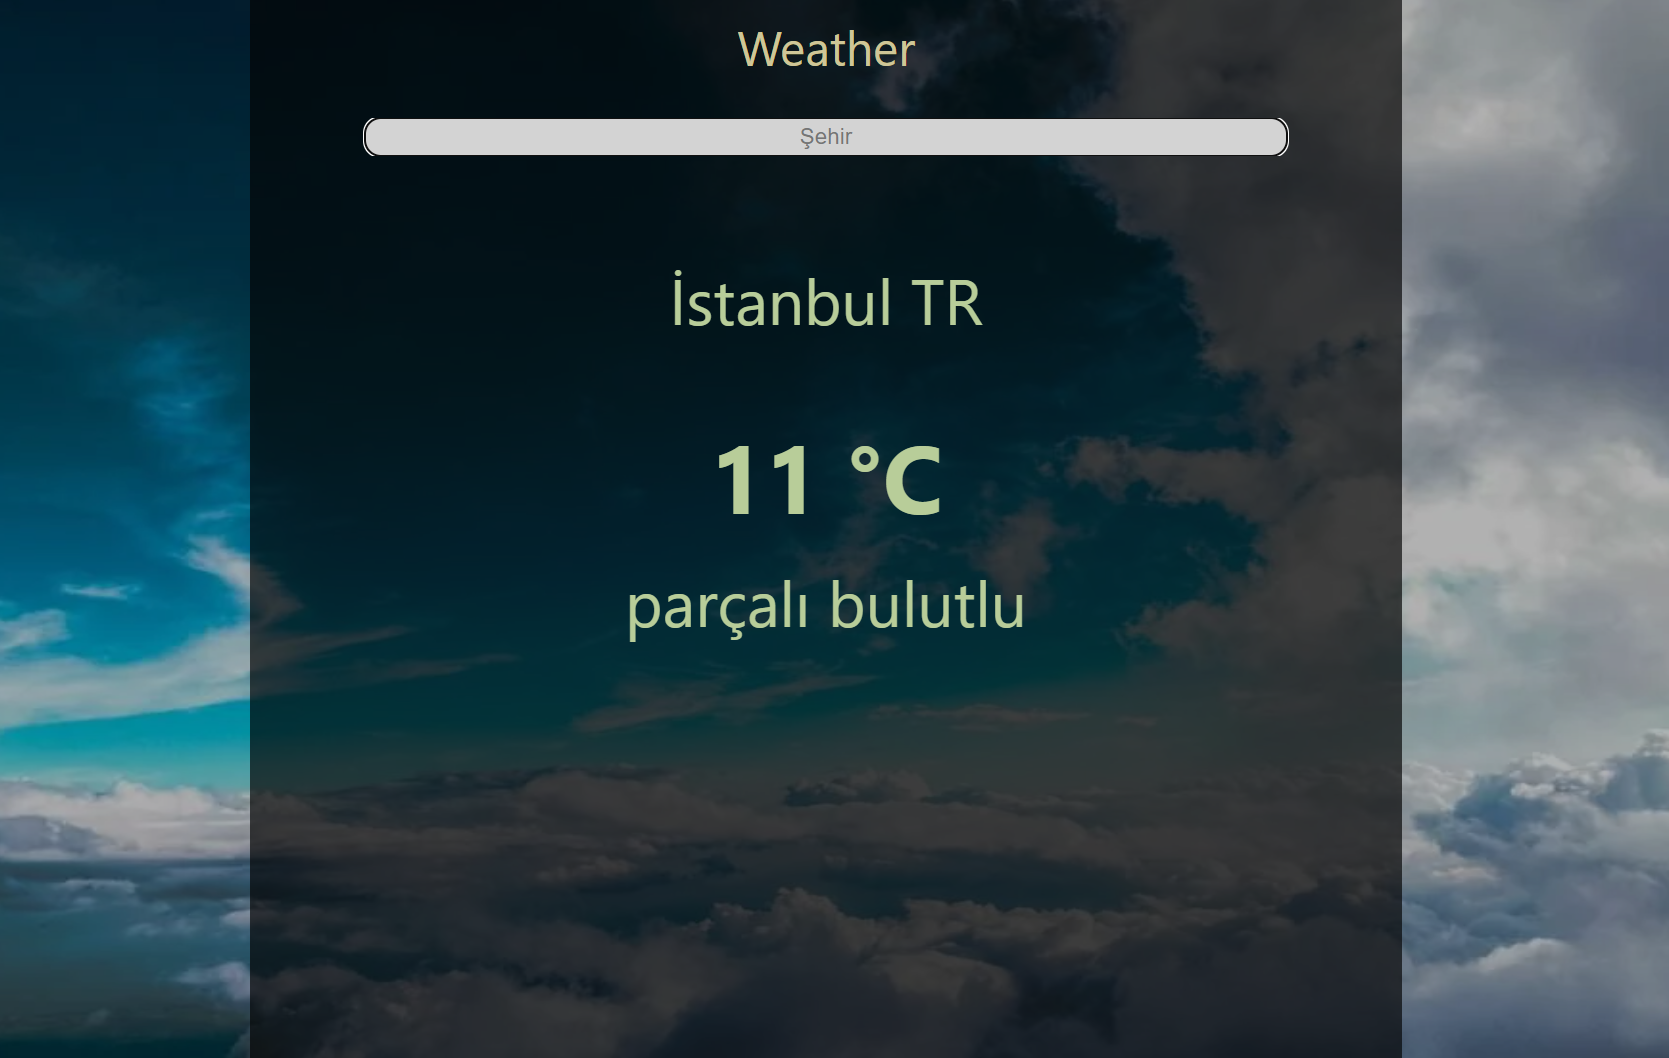 Weather
Şehir
İstanbul TR
11 °C
parçalı bulutlu